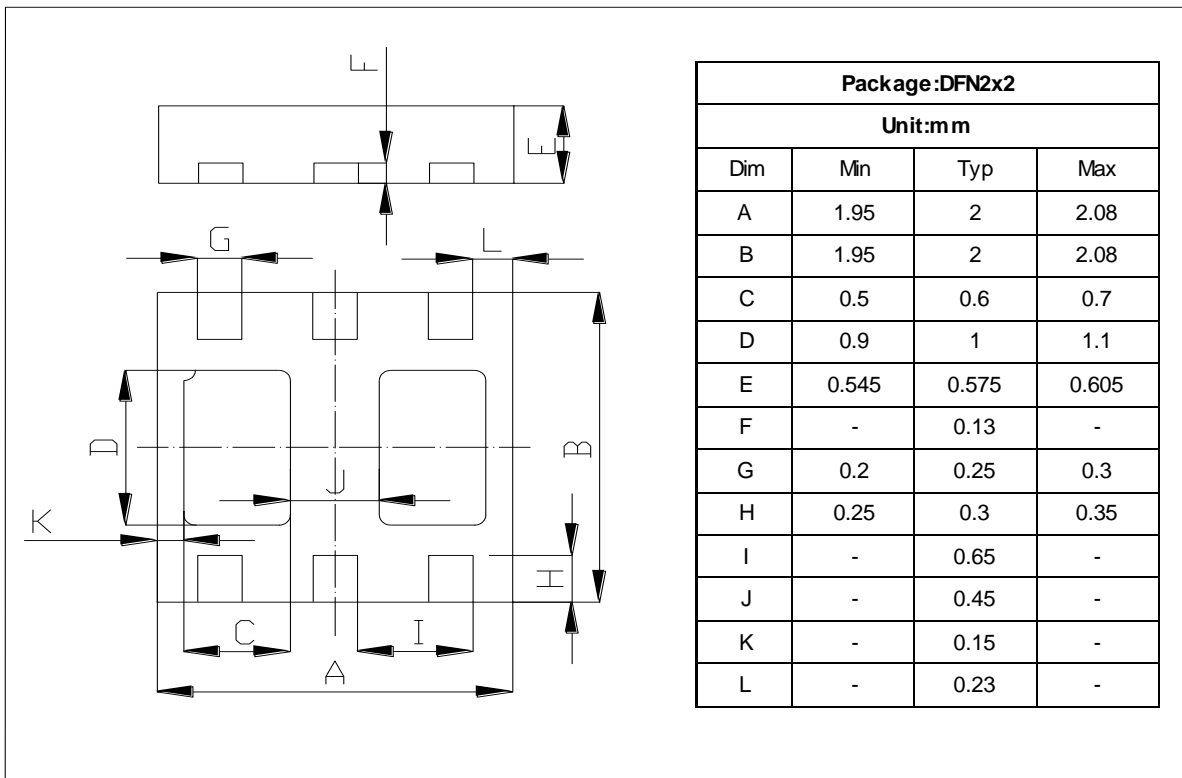 F
E
G
L
D
B
J
K
H
C
I
A
Package:DFN2x2
Unit:mm
Dim Min Typ Max
A 1.95 2 2.08
B 1.95 2 2.08
C 0.5 0.6 0.7
D 0.9 1 1.1
E 0.545 0.575 0.605
F - 0.13 -
G 0.2 0.25 0.3
H 0.25 0.3 0.35
I - 0.65 -
J - 0.45 -
K - 0.15 -
L - 0.23 -